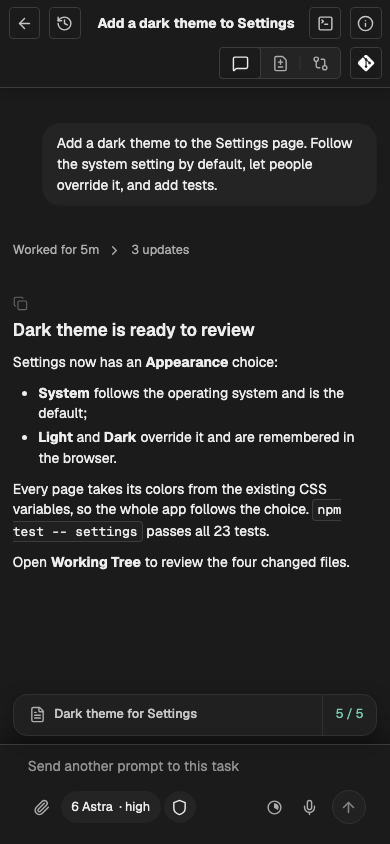 Add a dark theme to Settings
Add a dark theme to the Settings page. Follow
the system setting by default, let people
override it, and add tests.
Worked for 5m > 3 updates
Dark theme is ready to review
Settings now has an Appearance choice:
• System follows the operating system and is the
default;
• Light and Dark override it and are remembered in
the browser.
Every page takes its colors from the existing CSS
variables, so the whole app follows the choice. npm
test -- settings passes all 23 tests.
Open Working Tree to review the four changed files.
Dark theme for Settings 5 / 5
Send another prompt to this task
6 Astra · high